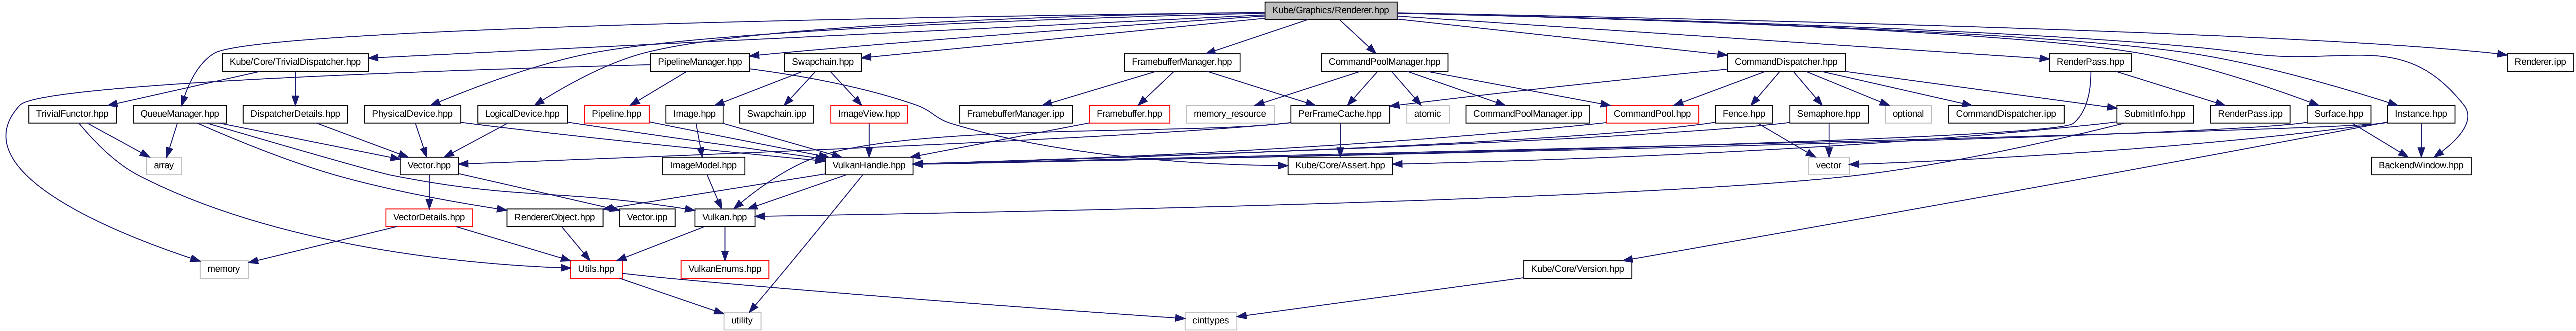 Kube/Graphics/Renderer.hpp
Kube/Core/TrivialDispatcher.hpp
PipelineManager.hpp
Swapchain.hpp
FramebufferManager.hpp
CommandPoolManager.hpp
CommandDispatcher.hpp
RenderPass.hpp
Renderer.ipp
TrivialFunctor.hpp
QueueManager.hpp
DispatcherDetails.hpp
PhysicalDevice.hpp
LogicalDevice.hpp
Pipeline.hpp
Image.hpp
Swapchain.ipp
ImageView.hpp
FramebufferManager.ipp
Framebuffer.hpp
memory_resource
PerFrameCache.hpp
atomic
CommandPoolManager.ipp
CommandPool.hpp
Fence.hpp
Semaphore.hpp
optional
CommandDispatcher.ipp
SubmitInfo.hpp
RenderPass.ipp
Surface.hpp
Instance.hpp
array
Vector.hpp
ImageModel.hpp
VulkanHandle.hpp
Kube/Core/Assert.hpp
vector
BackendWindow.hpp
VectorDetails.hpp
RendererObject.hpp
Vector.ipp
Vulkan.hpp
memory
Utils.hpp
VulkanEnums.hpp
Kube/Core/Version.hpp
utility
cinttypes